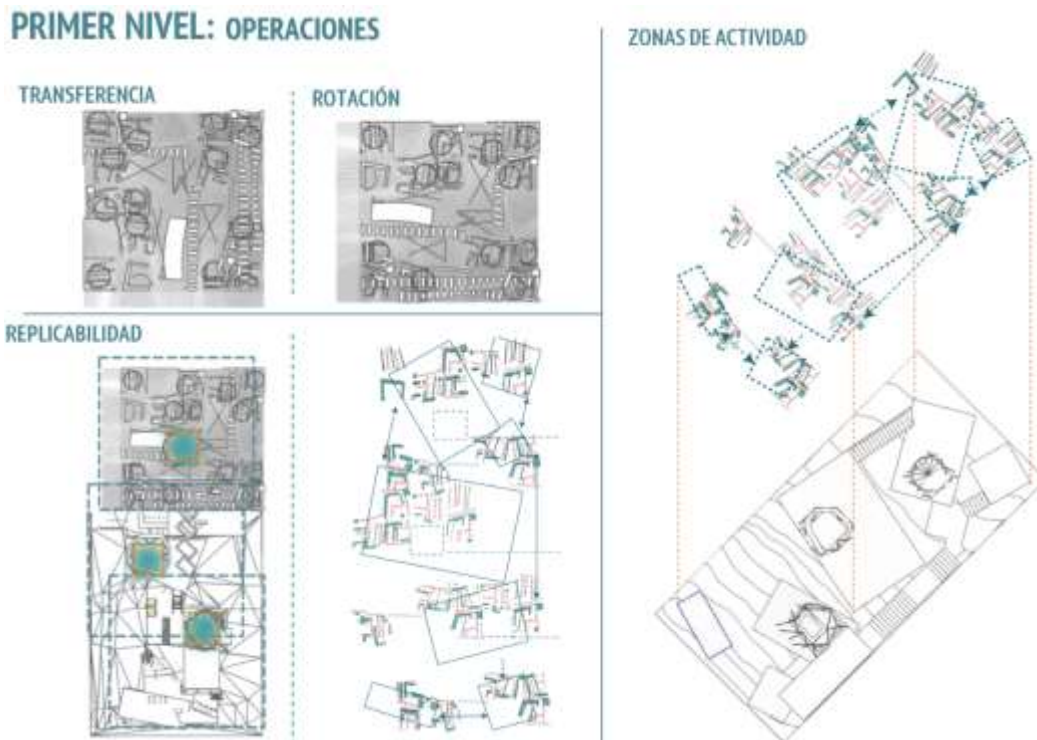 PRIMER NIVEL: OPERACIONES
TRANSFERENCIA
ROTACIÓN
REPLICABILIDAD
ZONAS DE ACTIVIDAD